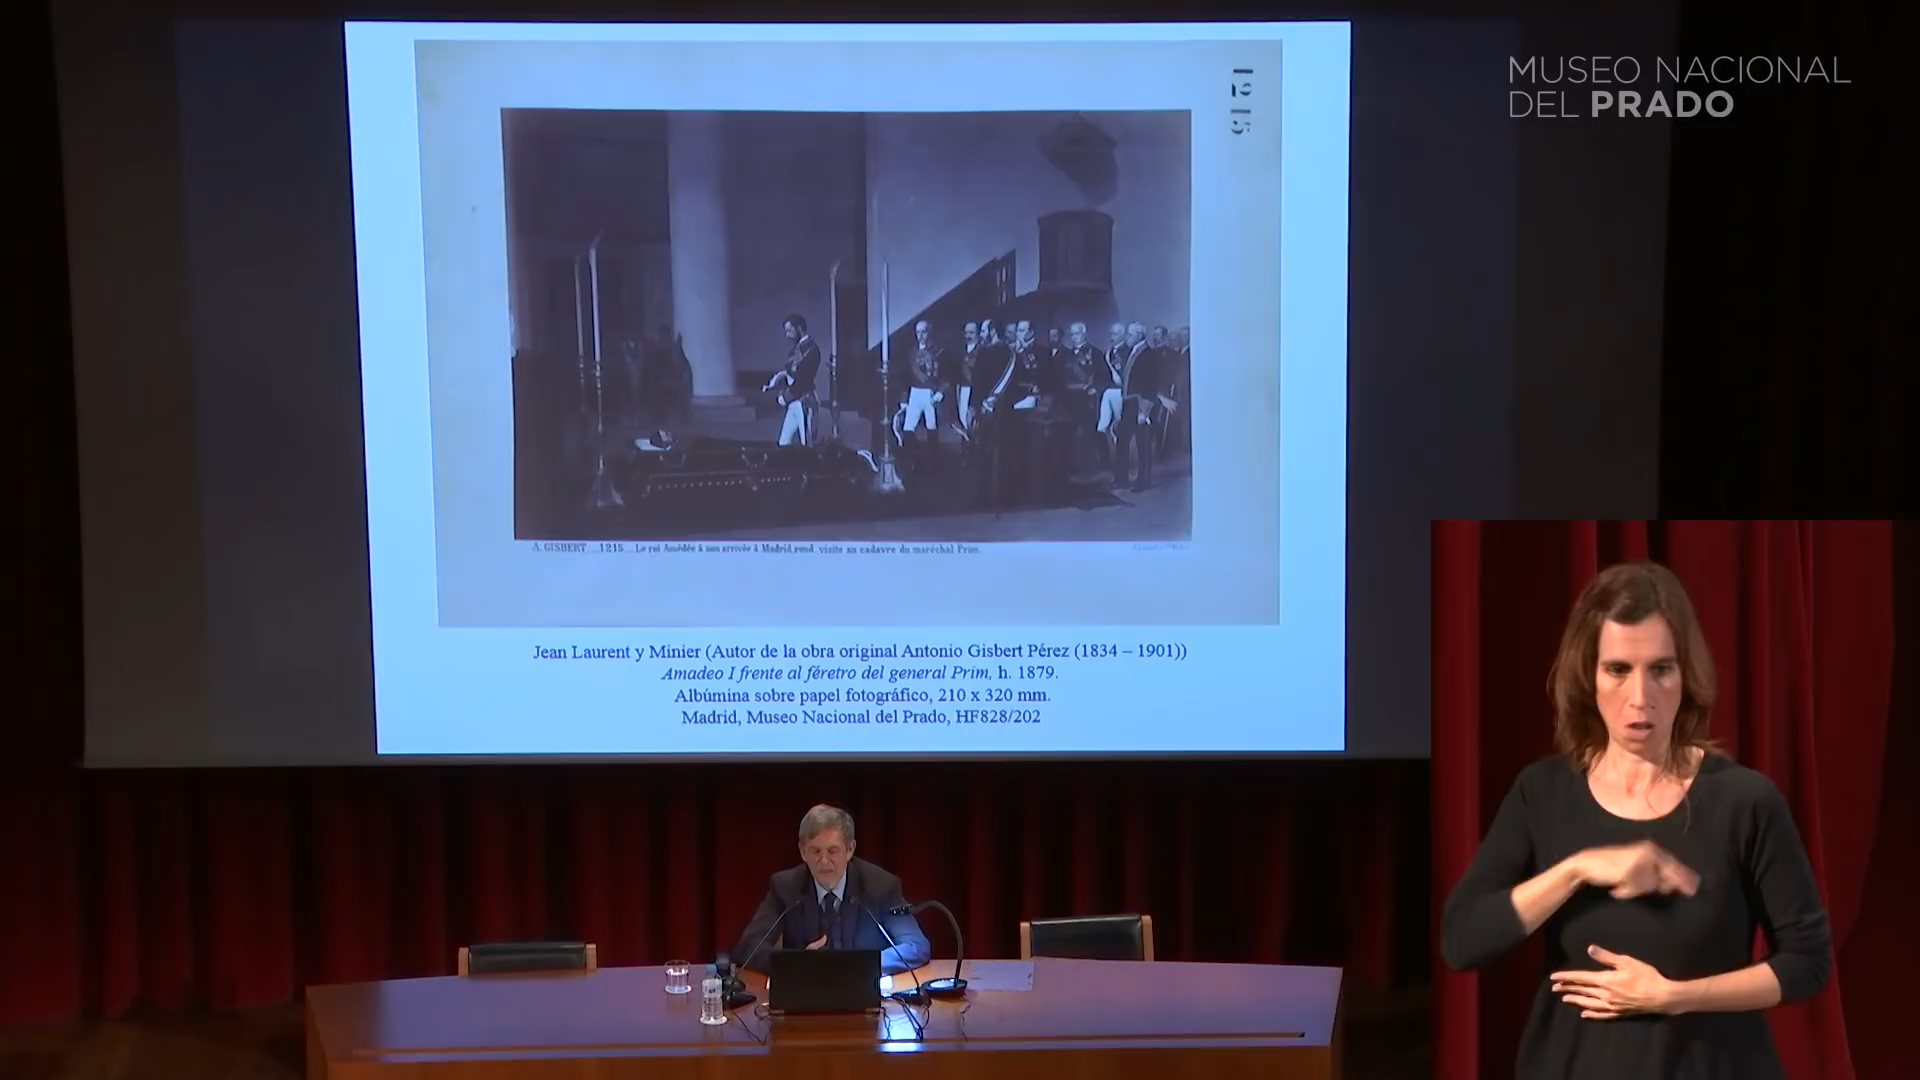 MUSEO NACIONAL
DEL PRADO
1215
A. GISBERT 1215 Le roi Amédée à son arrivée à Madrid, rend visite au cadavre du maréchal Prim.
Jean Laurent y Minier (Autor de la obra original Antonio Gisbert Pérez (1834 – 1901))
Amadeo I frente al féretro del general Prim, h. 1879.
Albúmina sobre papel fotográfico, 210 x 320 mm.
Madrid, Museo Nacional del Prado, HF828/202